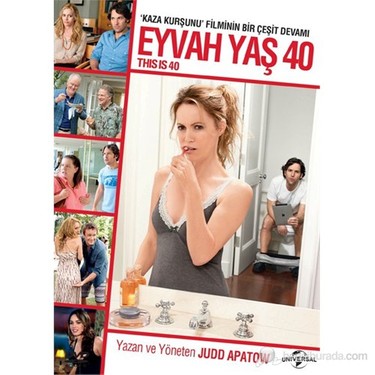 'KAZA KURŞUNU' FİLMİNİN BİR ÇEŞİT DEVAMI
EYVAH YAŞ 40
THIS IS 40
Yazan ve Yöneten JUDD APATOW
UNIVERSAL